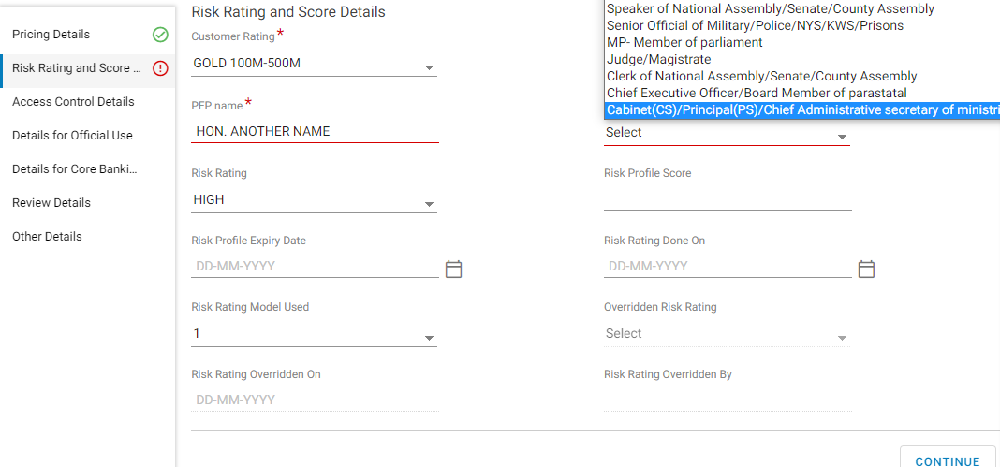 Pricing Details
Risk Rating and Score ...
Access Control Details
Details for Official Use
Details for Core Banki...
Review Details
Other Details
Risk Rating and Score Details
Customer Rating*
GOLD 100M-500M
Speaker of National Assembly/Senate/County Assembly
Senior Official of Military/Police/NYS/KWS/Prisons
MP- Member of parliament
Judge/Magistrate
Clerk of National Assembly/Senate/County Assembly
Chief Executive Officer/Board Member of parastatal
Cabinet(CS)/Principal(PS)/Chief Administrative secretary of ministri
PEP name*
HON. ANOTHER NAME
Select
Risk Rating
HIGH
Risk Profile Score
Risk Profile Expiry Date
DD-MM-YYYY
Risk Rating Done On
DD-MM-YYYY
Risk Rating Model Used
1
Overridden Risk Rating
Select
Risk Rating Overridden On
DD-MM-YYYY
Risk Rating Overridden By
CONTINUE